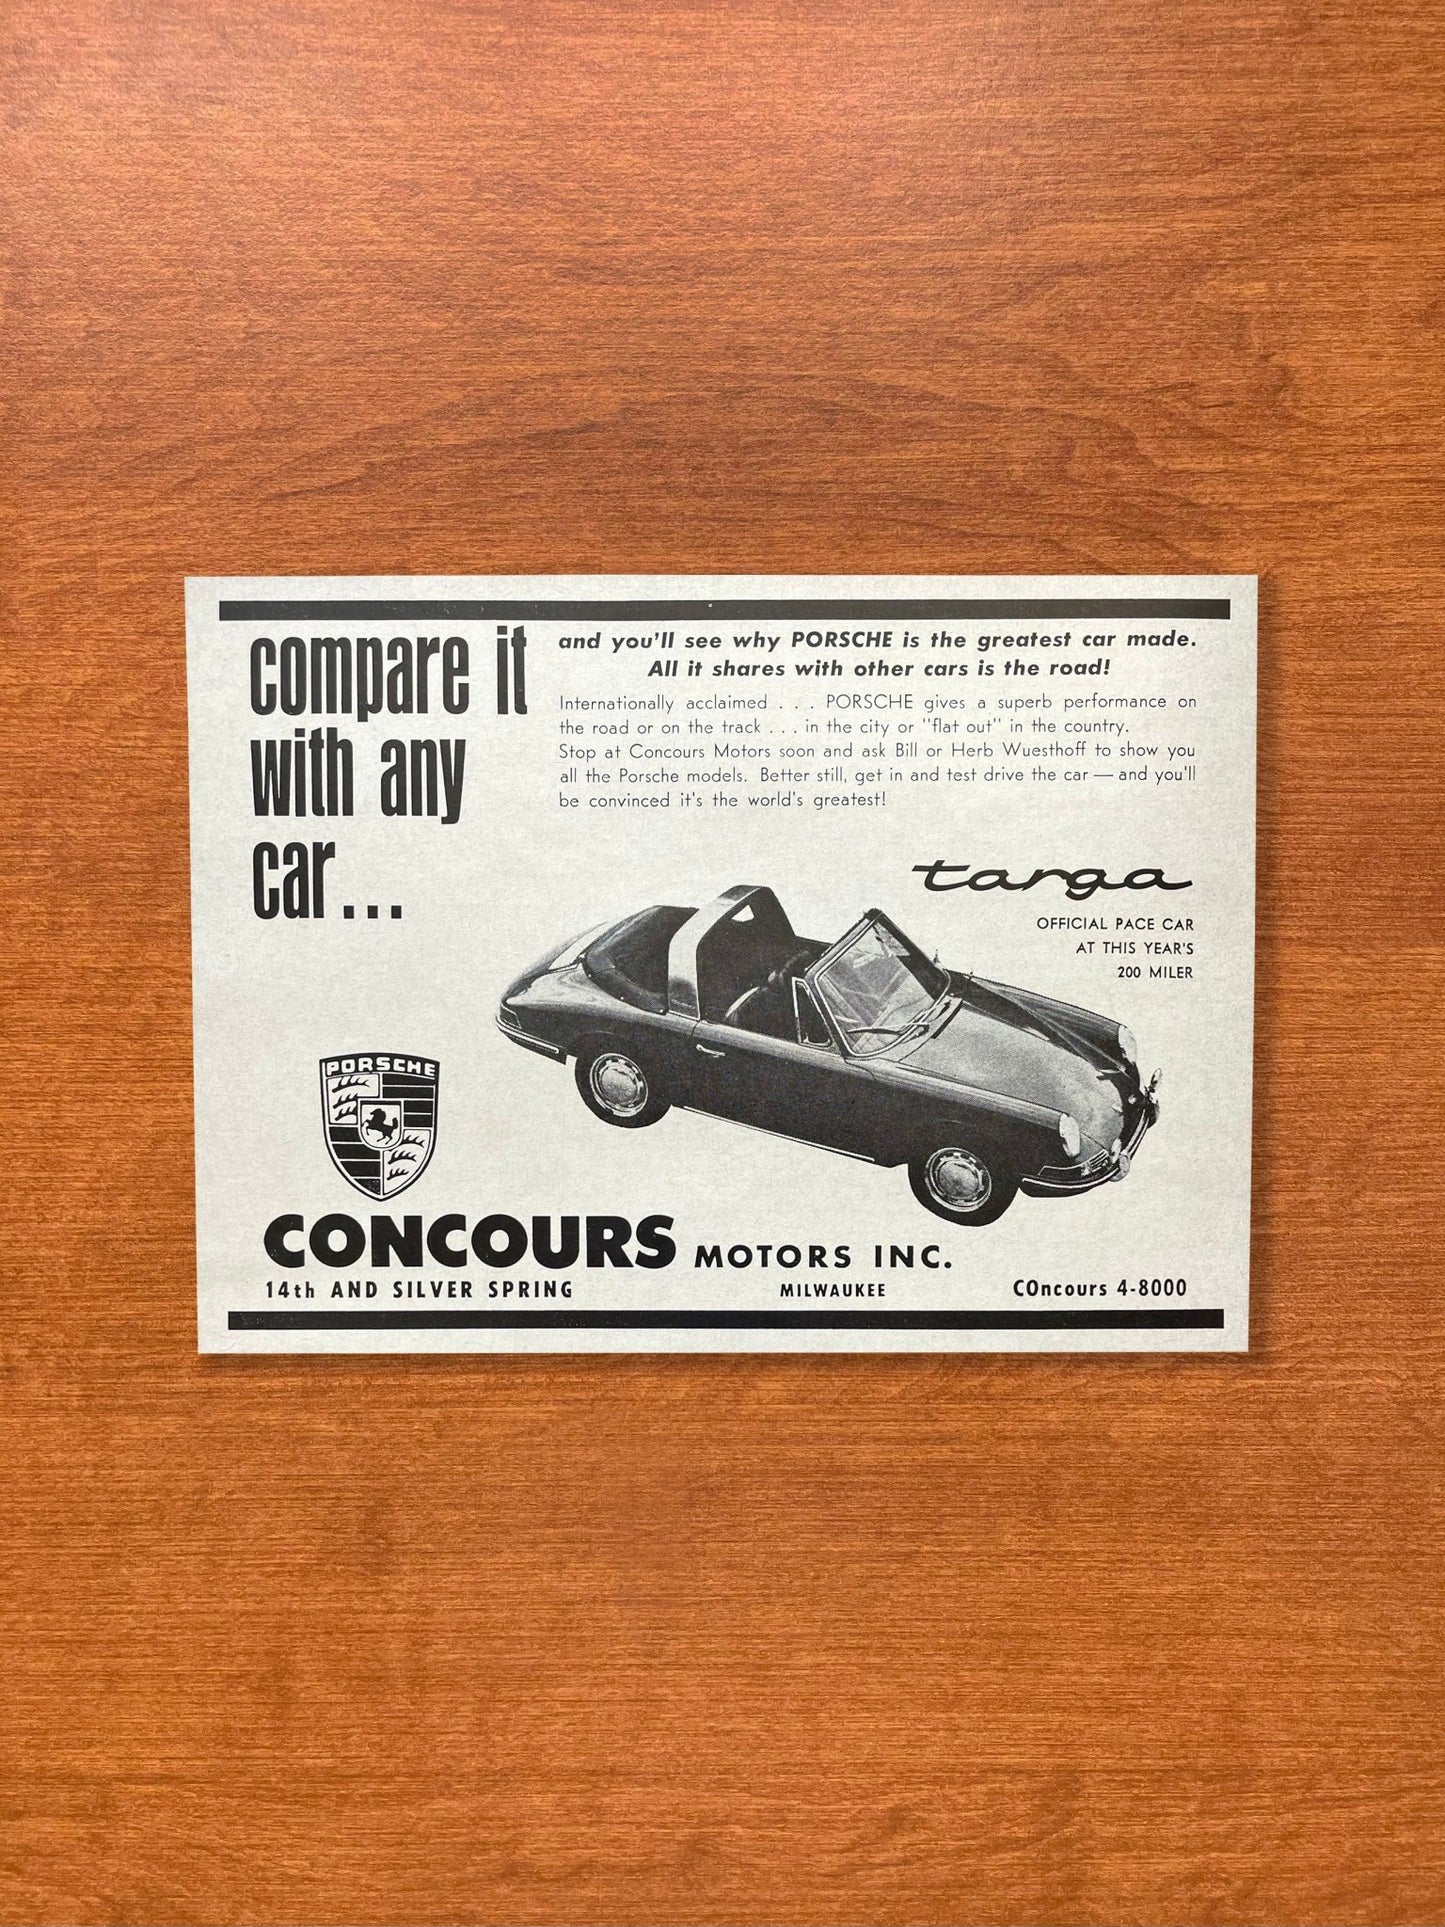 compare it
with any
car...
and you'll see why PORSCHE is the greatest car made.
All it shares with other cars is the road!
Internationally acclaimed . . . PORSCHE gives a superb performance on
the road or on the track . . . in the city or "flat out" in the country.
Stop at Concours Motors soon and ask Bill or Herb Wuesthoff to show you
all the Porsche models. Better still, get in and test drive the car — and you'll
be convinced it's the world's greatest!
targa
OFFICIAL PACE CAR
AT THIS YEAR'S
200 MILER
PORSCHE
CONCOURS MOTORS INC.
14th AND SILVER SPRING MILWAUKEE COncours 4-8000